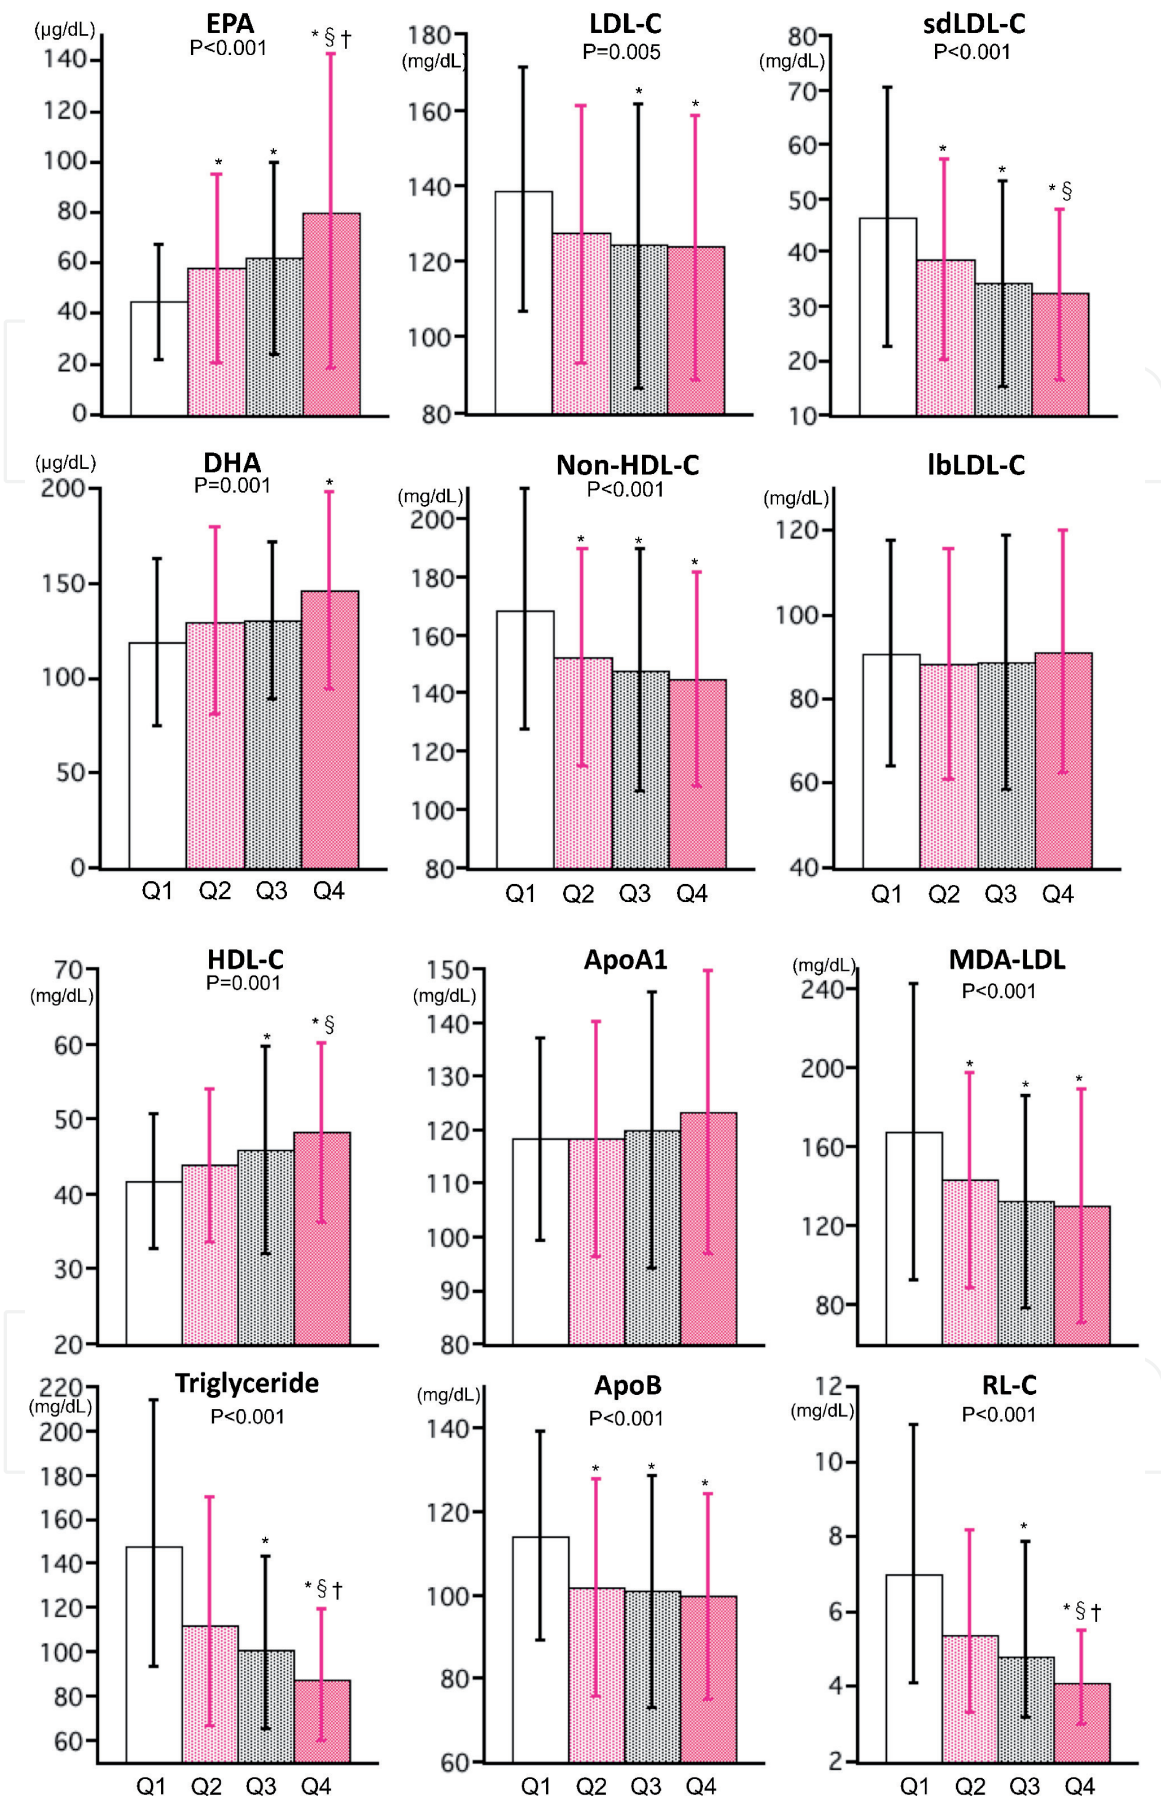 EPA
(µg/dL)
P<0.001
* § †
*
*
140
120
100
80
60
40
20
0
LDL-C
180
(mg/dL)
P=0.005
*
*
160
140
120
100
80
sdLDL-C
80
(mg/dL)
P<0.001
*
*
* §
70
60
50
40
30
20
10
DHA
(µg/dL)
P=0.001
*
200
150
100
50
0
Q1 Q2 Q3 Q4
Non-HDL-C
(mg/dL)
P<0.001
*
*
*
200
180
160
140
120
100
80
Q1 Q2 Q3 Q4
lbLDL-C
(mg/dL)
120
100
80
60
40
Q1 Q2 Q3 Q4
HDL-C
70
(mg/dL)
P=0.001
*
* §
60
50
40
30
20
ApoA1
150
(mg/dL)
140
130
120
110
100
90
80
MDA-LDL
(mg/dL)
P<0.001
*
*
*
240
200
160
120
80
Triglyceride
220
(mg/dL)
P<0.001
*
* § †
200
180
160
140
120
100
80
60
Q1 Q2 Q3 Q4
ApoB
(mg/dL)
P<0.001
*
*
*
140
120
100
80
60
Q1 Q2 Q3 Q4
RL-C
12
(mg/dL)
P<0.001
*
* § †
10
8
6
4
2
Q1 Q2 Q3 Q4